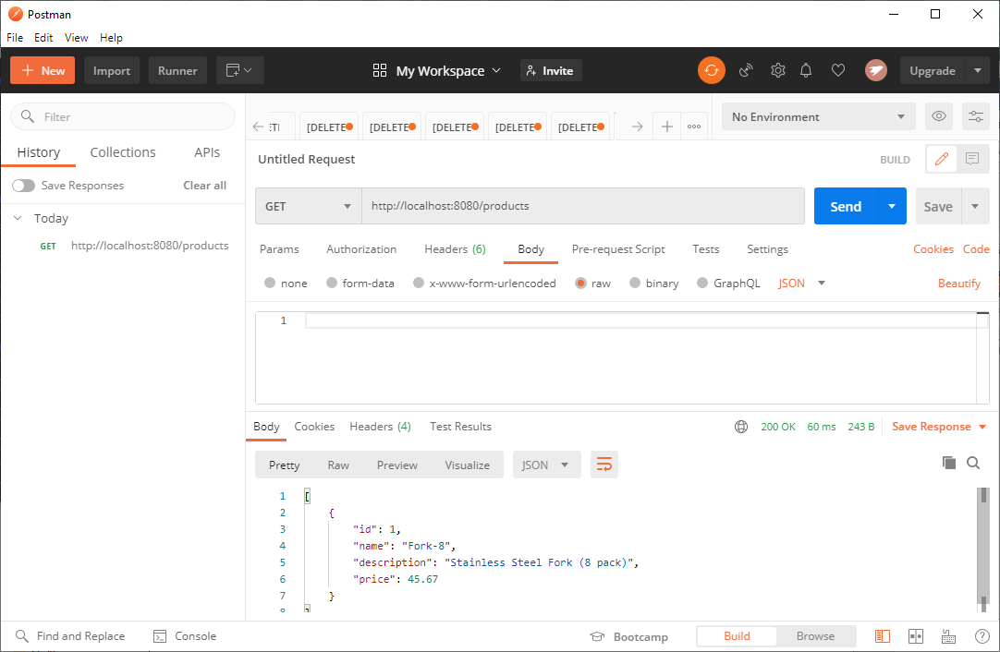 Postman
File Edit View Help
New Import Runner My Workspace Invite Upgrade
Filter
History Collections APIs
Save Responses Clear all
Today
GET http://localhost:8080/products
[DELETE [DELETE [DELETE [DELETE [DELETE No Environment
Untitled Request BUILD
GET http://localhost:8080/products Send Save
Params Authorization Headers (6) Body Pre-request Script Tests Settings Cookies Code
none form-data x-www-form-urlencoded raw binary GraphQL JSON Beautify
1
Body Cookies Headers (4) Test Results 200 OK 60 ms 243 B Save Response
Pretty Raw Preview Visualize JSON
1 [
2 {
3 "id": 1,
4 "name": "Fork-8",
5 "description": "Stainless Steel Fork (8 pack)",
6 "price": 45.67
7 }
8 ]
Find and Replace Console Bootcamp Build Browse